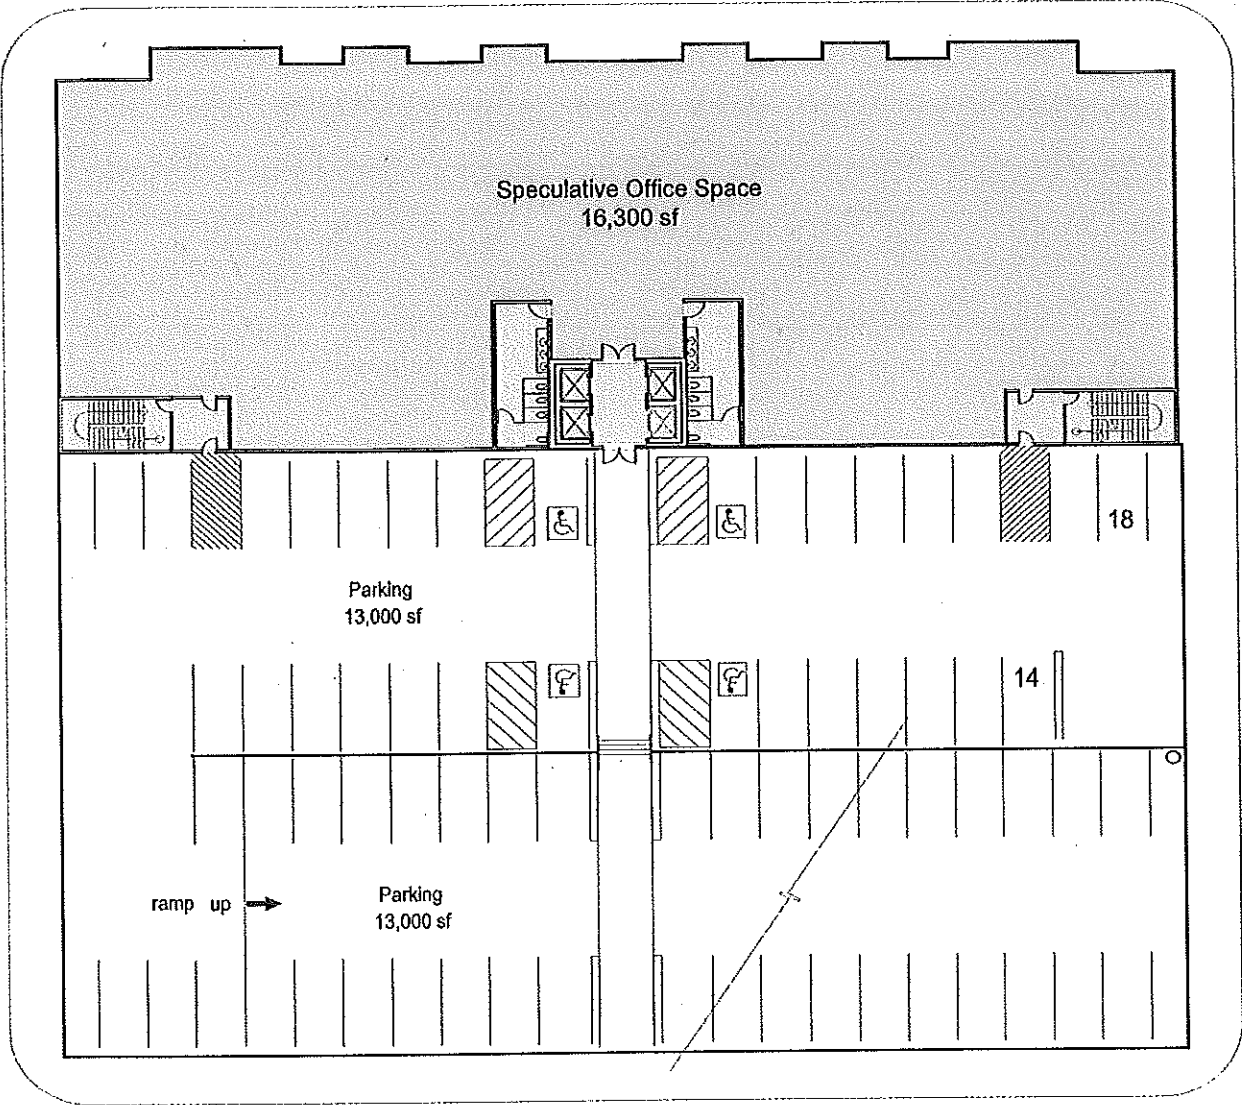 Speculative Office Space
16,300 sf
18
Parking
13,000 sf
14
ramp up
Parking
13,000 sf